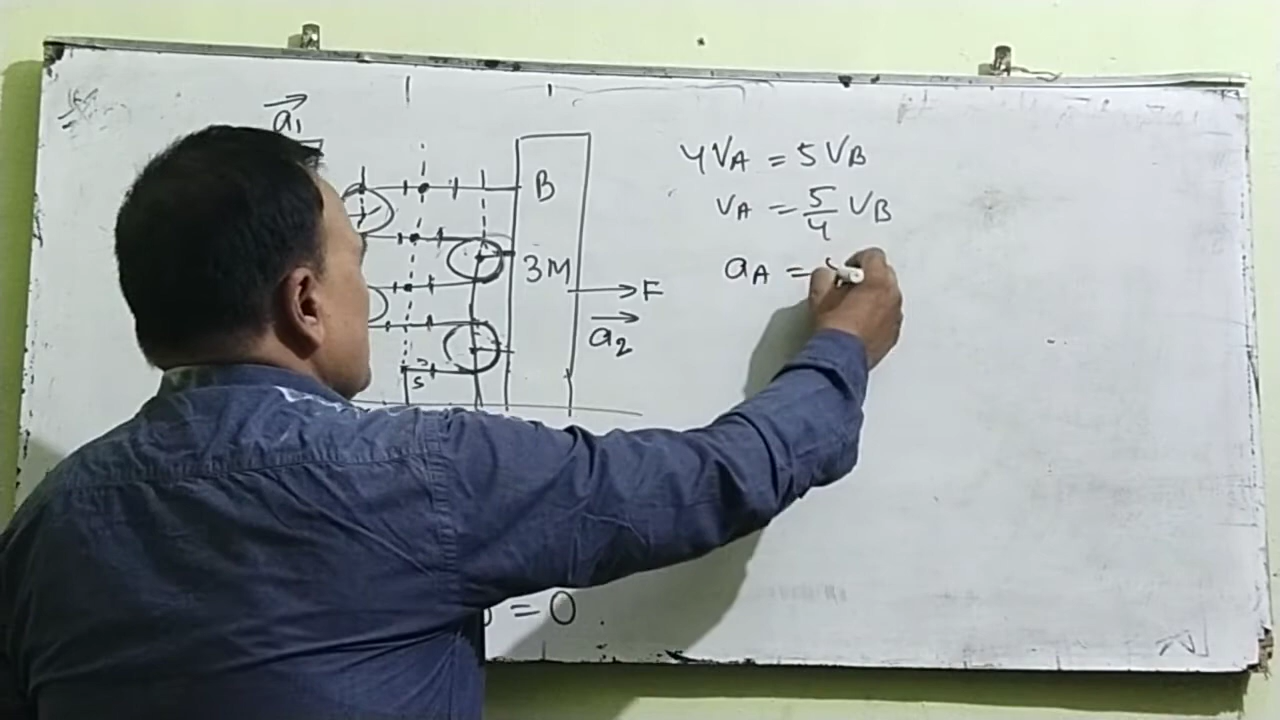 a₁
B
3M
F
a₂
s
4VA = 5VB
VA = 5/4 VB
aA =
= 0